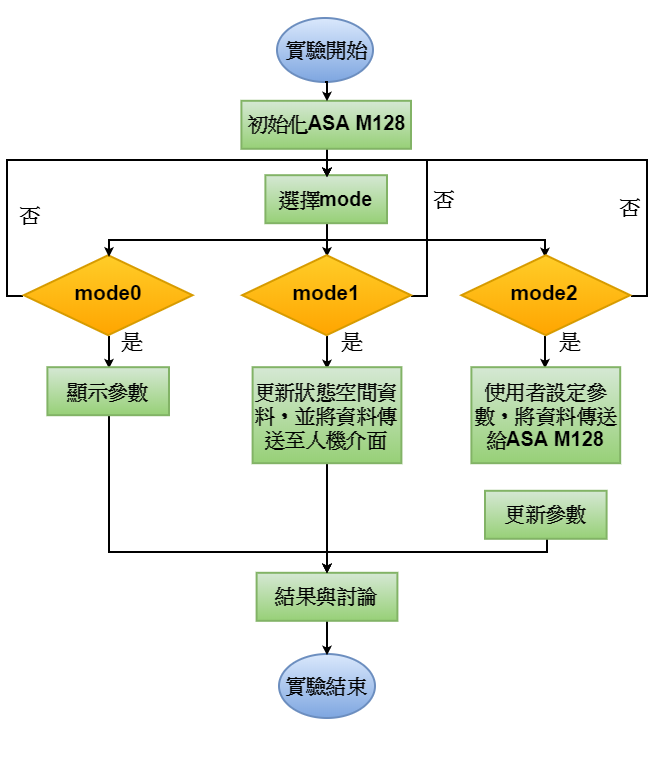 實驗開始
初始化ASA M128
選擇mode
否
否
否
mode0
mode1
mode2
是
是
是
顯示參數
更新狀態空間資
料，並將資料傳
送至人機介面
使用者設定參
數，將資料傳送
給ASA M128
更新參數
結果與討論
實驗結束